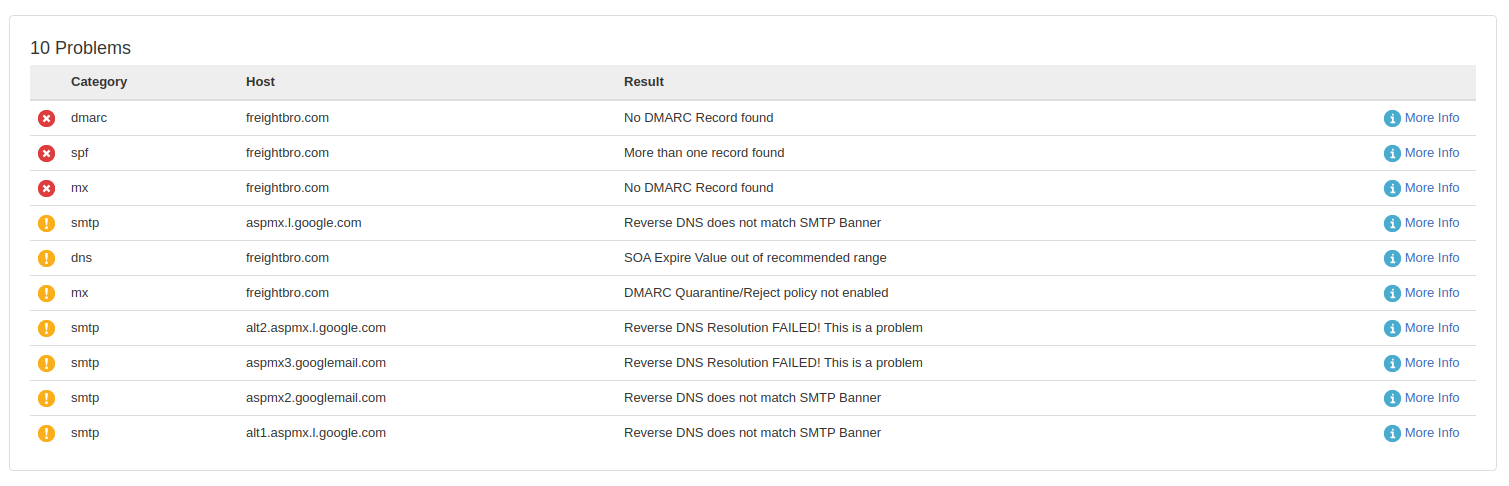 10 Problems
Category Host Result
dmarc freightbro.com No DMARC Record found More Info
spf freightbro.com More than one record found More Info
mx freightbro.com No DMARC Record found More Info
smtp aspmx.l.google.com Reverse DNS does not match SMTP Banner More Info
dns freightbro.com SOA Expire Value out of recommended range More Info
mx freightbro.com DMARC Quarantine/Reject policy not enabled More Info
smtp alt2.aspmx.l.google.com Reverse DNS Resolution FAILED! This is a problem More Info
smtp aspmx3.googlemail.com Reverse DNS Resolution FAILED! This is a problem More Info
smtp aspmx2.googlemail.com Reverse DNS does not match SMTP Banner More Info
smtp alt1.aspmx.l.google.com Reverse DNS does not match SMTP Banner More Info